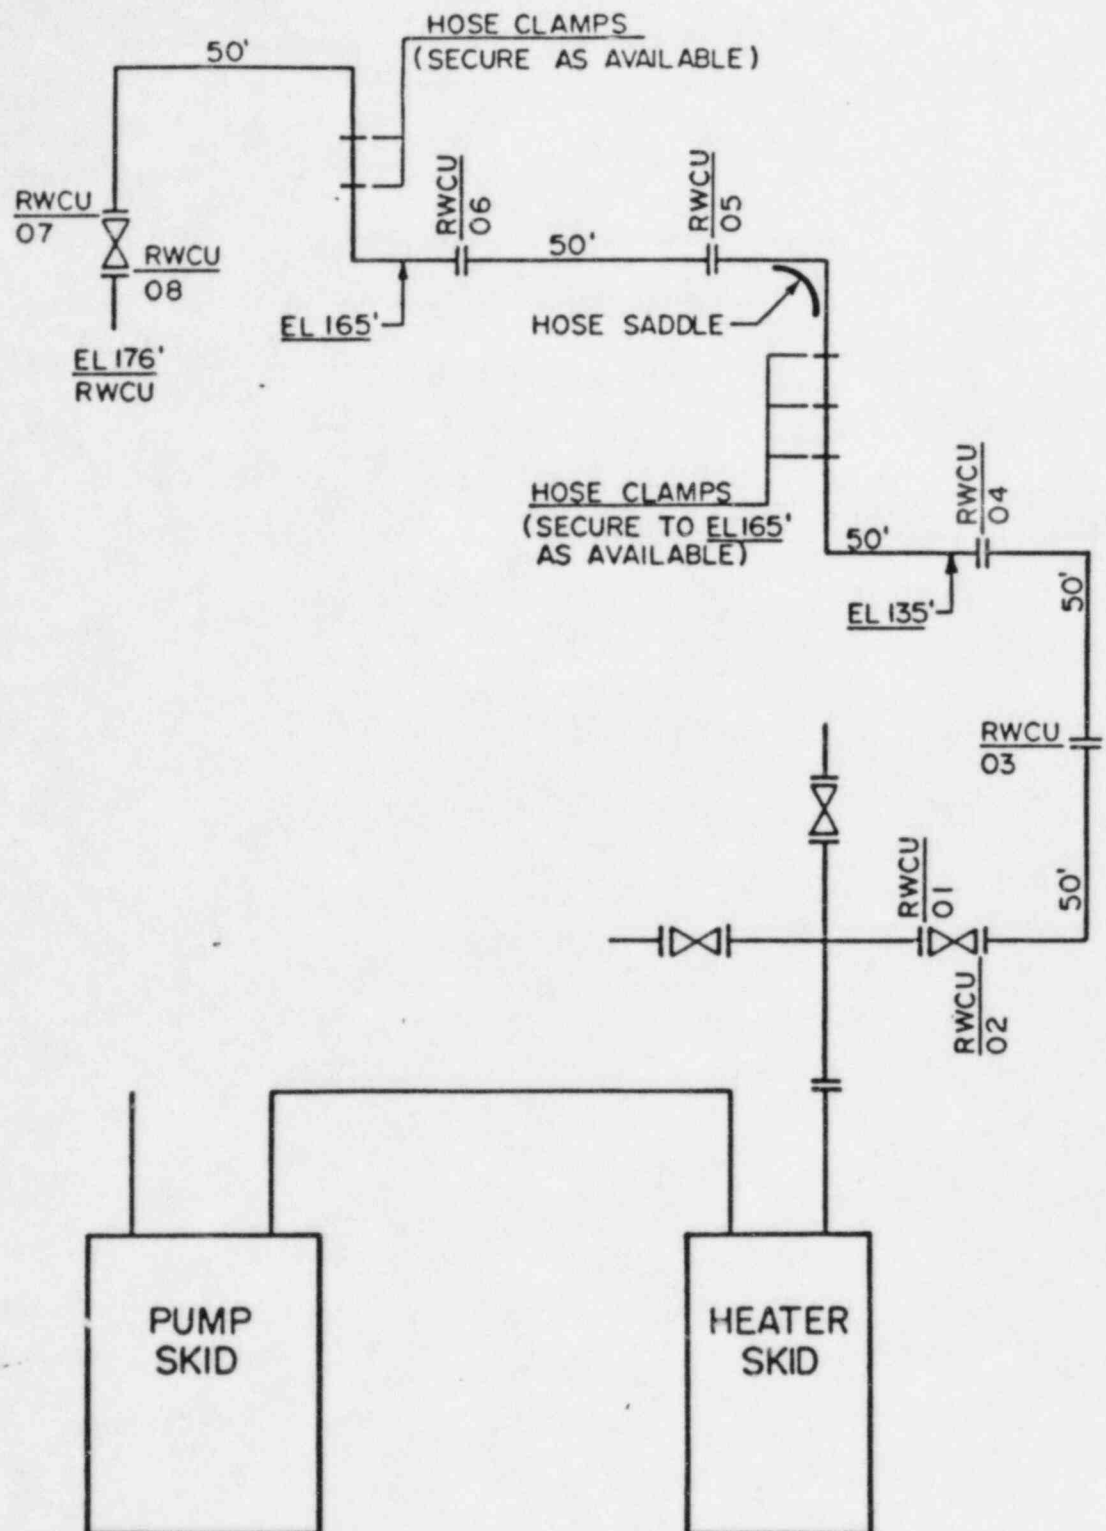 HOSE CLAMPS
(SECURE AS AVAILABLE)
50'
RWCU
07
RWCU
08
EL 176'
RWCU
RWCU
06
RWCU
05
50'
EL 165'
HOSE SADDLE
HOSE CLAMPS
(SECURE TO EL165'
AS AVAILABLE)
RWCU
04
50'
EL 135'
50'
RWCU
03
RWCU
01
50'
RWCU
02
PUMP
SKID
HEATER
SKID